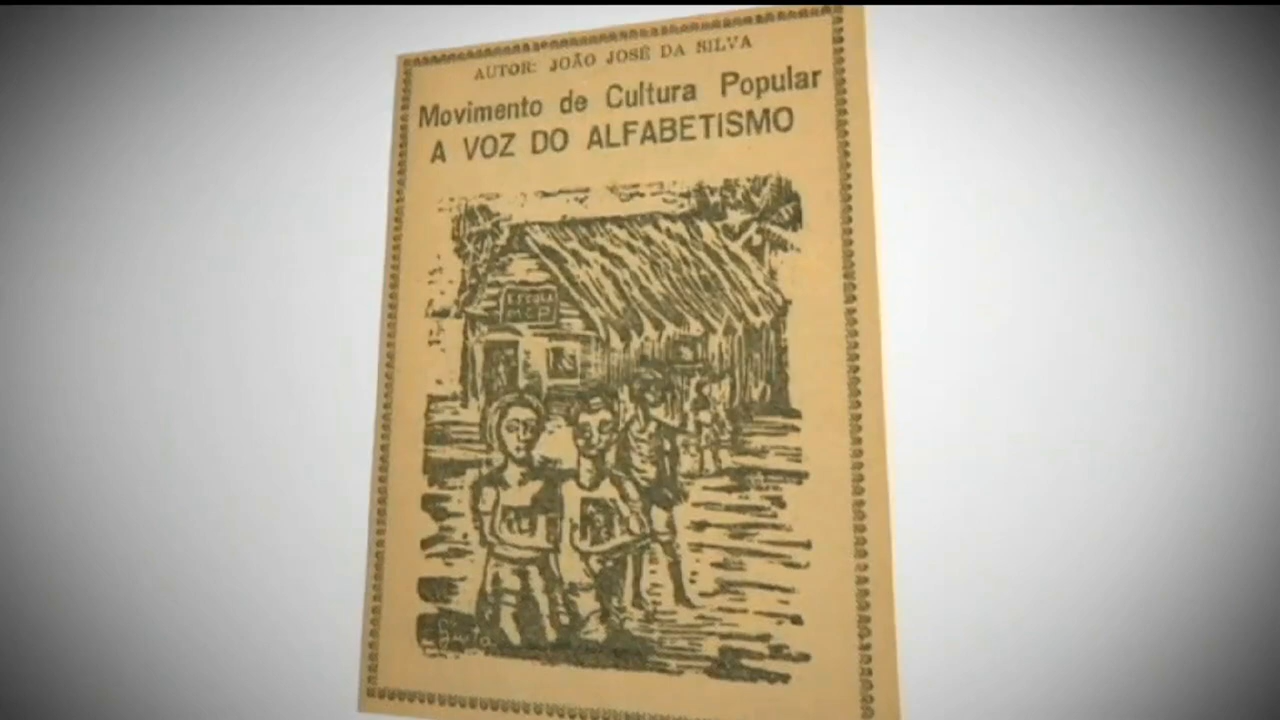 AUTOR: JOÃO JOSÉ DA SILVA
Movimento de Cultura Popular
A VOZ DO ALFABETISMO
ESCOLA
MCP